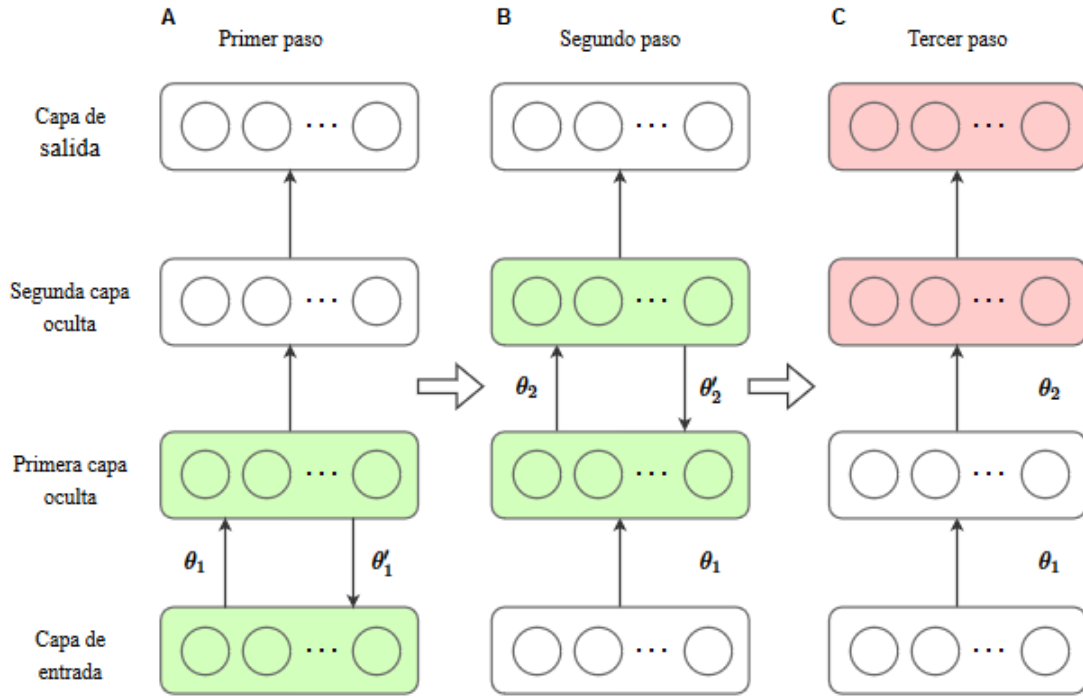 A
Primer paso
B
Segundo paso
C
Tercer paso
Capa de
salida
Segunda capa
oculta
θ₂
θ′₂
θ₂
Primera capa
oculta
θ₁
θ′₁
θ₁
θ₁
Capa de
entrada